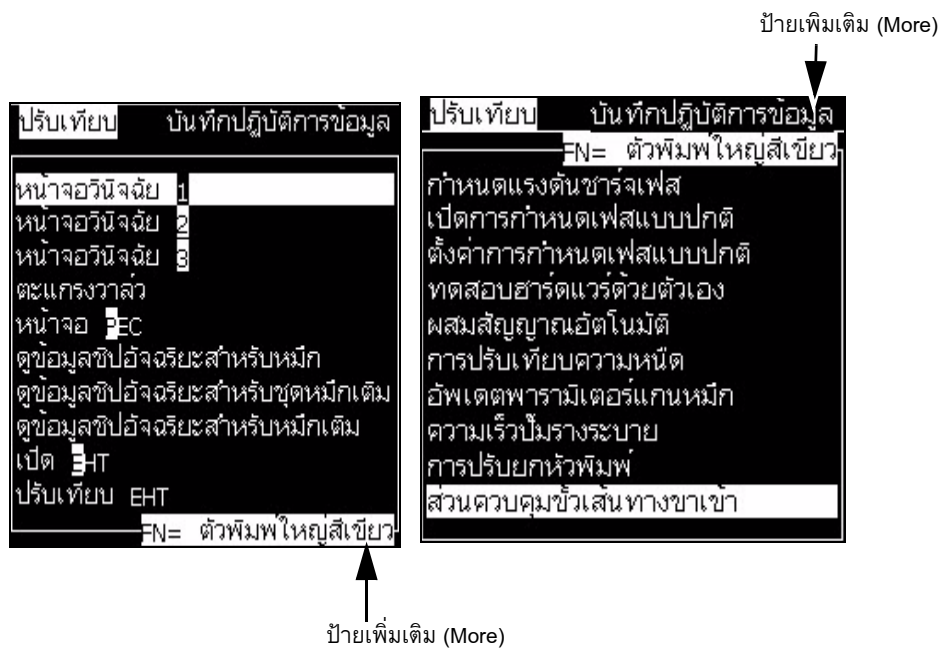 ป้ายเพิ่มเติม (More)
ปรับเทียบ บันทึกปฏิบัติการข้อมูล
หน้าจอวินิจฉัย 1
หน้าจอวินิจฉัย 2
หน้าจอวินิจฉัย 3
ตะแกรงวาล์ว
หน้าจอ PEC
ดูข้อมูลชิปอัจฉริยะสำหรับหมึก
ดูข้อมูลชิปอัจฉริยะสำหรับชุดหมึกเติม
ดูข้อมูลชิปอัจฉริยะสำหรับหมึกเติม
เปิด EHT
ปรับเทียบ EHT
FN= ตัวพิมพ์ใหญ่สีเขียว
ป้ายเพิ่มเติม (More)
ปรับเทียบ บันทึกปฏิบัติการข้อมูล
FN= ตัวพิมพ์ใหญ่สีเขียว
กำหนดแรงดันชาร์จเฟส
เปิดการกำหนดเฟสแบบปกติ
ตั้งค่าการกำหนดเฟสแบบปกติ
ทดสอบฮาร์ดแวร์ด้วยตัวเอง
ผสมสัญญาณอัตโนมัติ
การปรับเทียบความหนืด
อัพเดตพารามิเตอร์แกนหมึก
ความเร็วปั๊มรางระบาย
การปรับยกหัวพิมพ์
ส่วนควบคุมขั้วเส้นทางขาเข้า